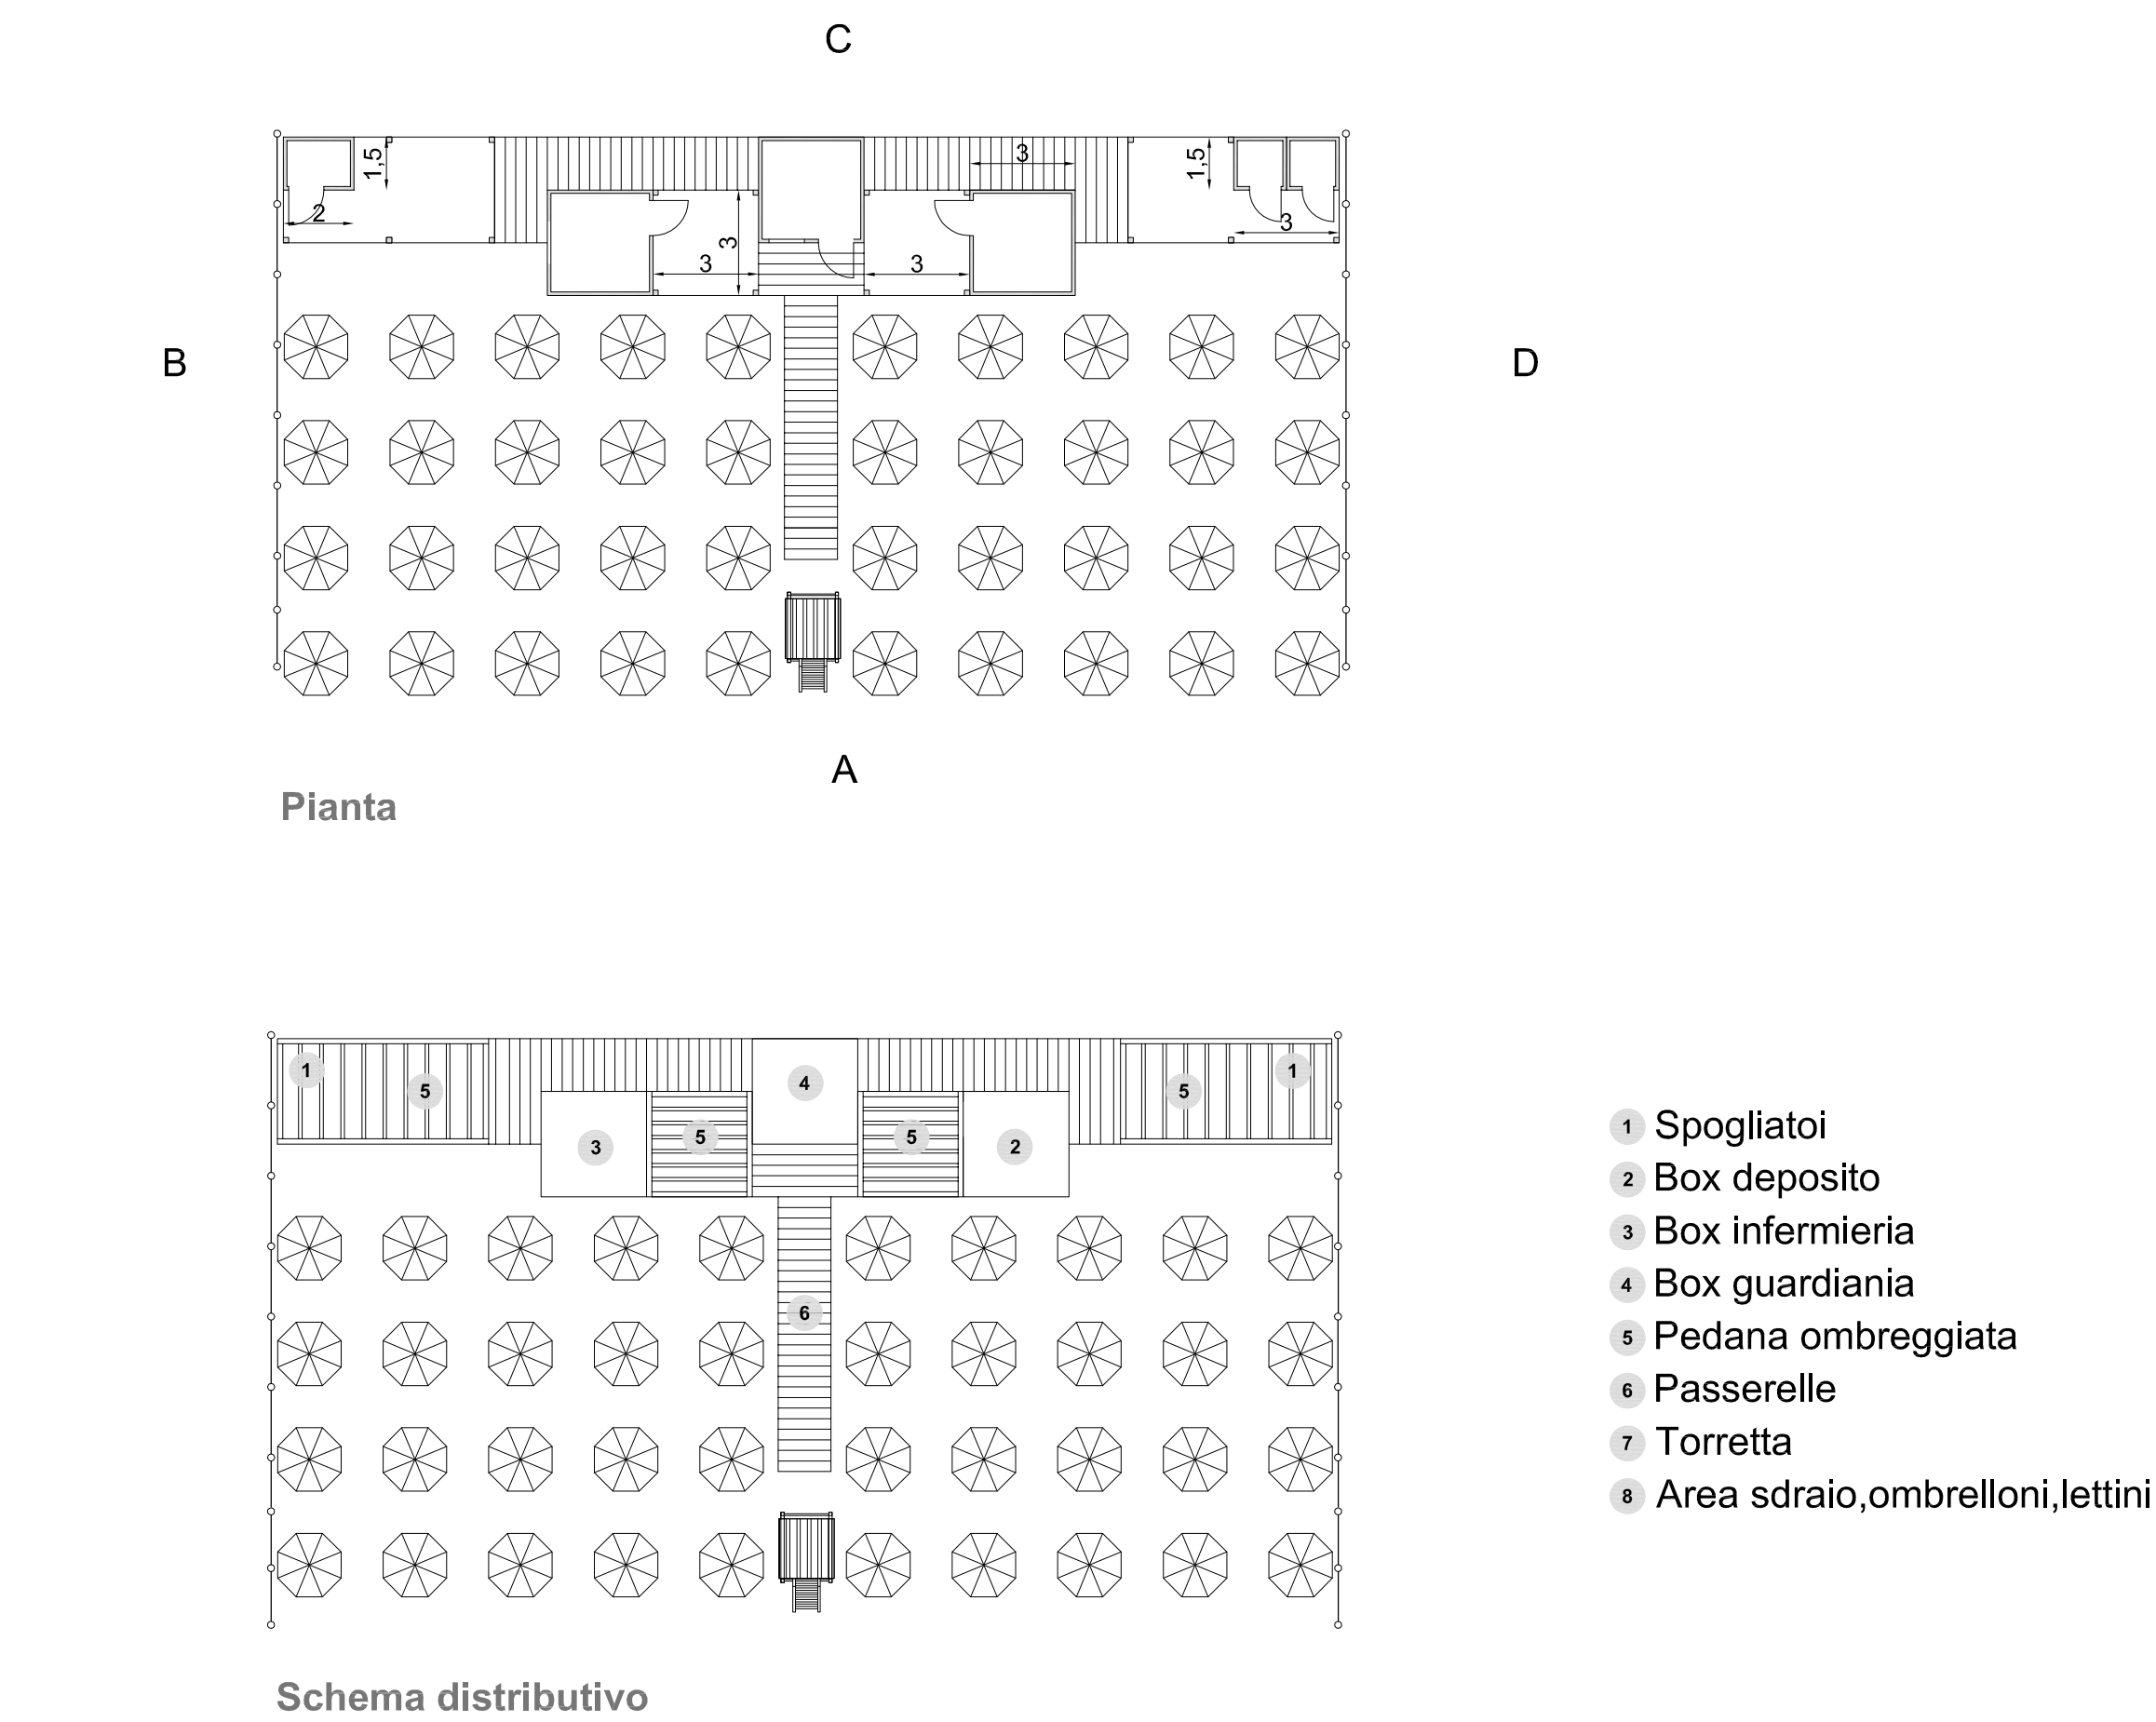 C
1,5
3
1,5
2
3
3
3
3
B
D
A
Pianta
1
5
4
5
1
3
5
5
2
6
1 Spogliatoi
2 Box deposito
3 Box infermieria
4 Box guardiania
5 Pedana ombreggiata
6 Passerelle
7 Torretta
8 Area sdraio,ombrelloni,lettini
Schema distributivo